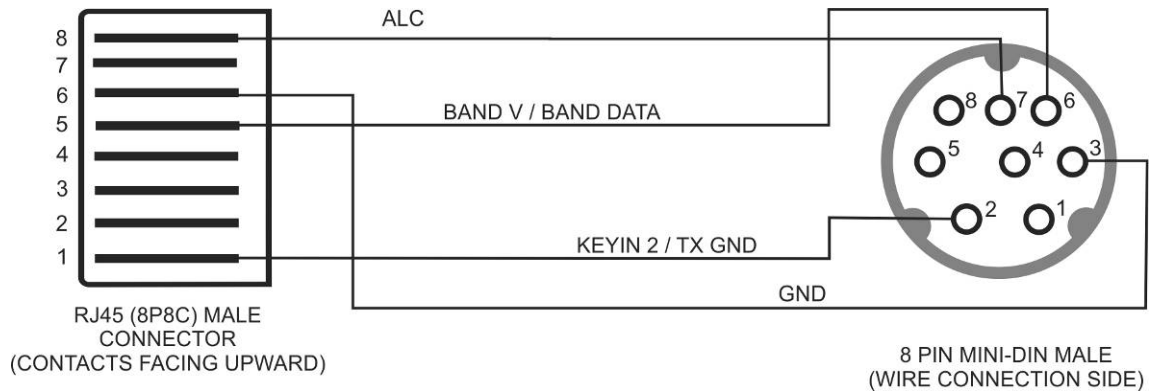 ALC
8
7
6
5
4
3
2
1
BAND V / BAND DATA
KEYIN 2 / TX GND
GND
8
7
6
5
4
3
2
1
RJ45 (8P8C) MALE
CONNECTOR
(CONTACTS FACING UPWARD)
8 PIN MINI-DIN MALE
(WIRE CONNECTION SIDE)